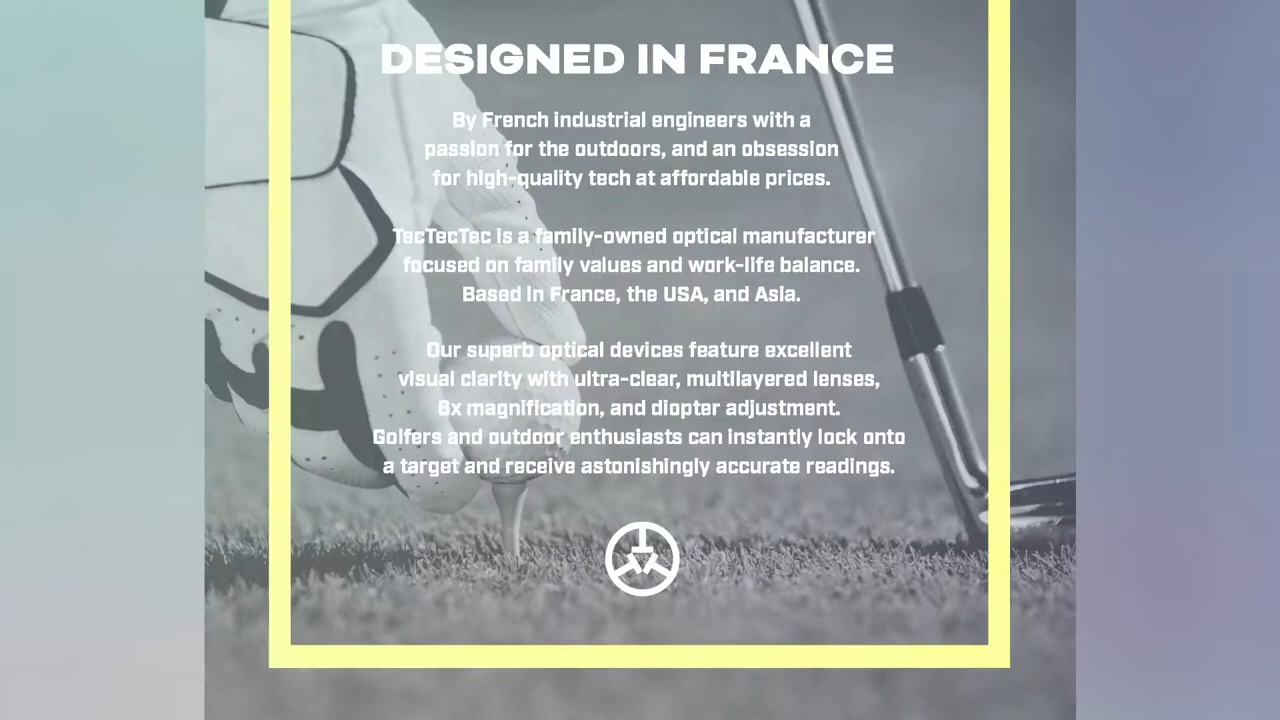 DESIGNED IN FRANCE
By French industrial engineers with a
passion for the outdoors, and an obsession
for high-quality tech at affordable prices.
TecTecTec is a family-owned optical manufacturer
focused on family values and work-life balance.
Based in France, the USA, and Asia.
Our superb optical devices feature excellent
visual clarity with ultra-clear, multilayered lenses,
6x magnification, and diopter adjustment.
Golfers and outdoor enthusiasts can instantly lock onto
a target and receive astonishingly accurate readings.